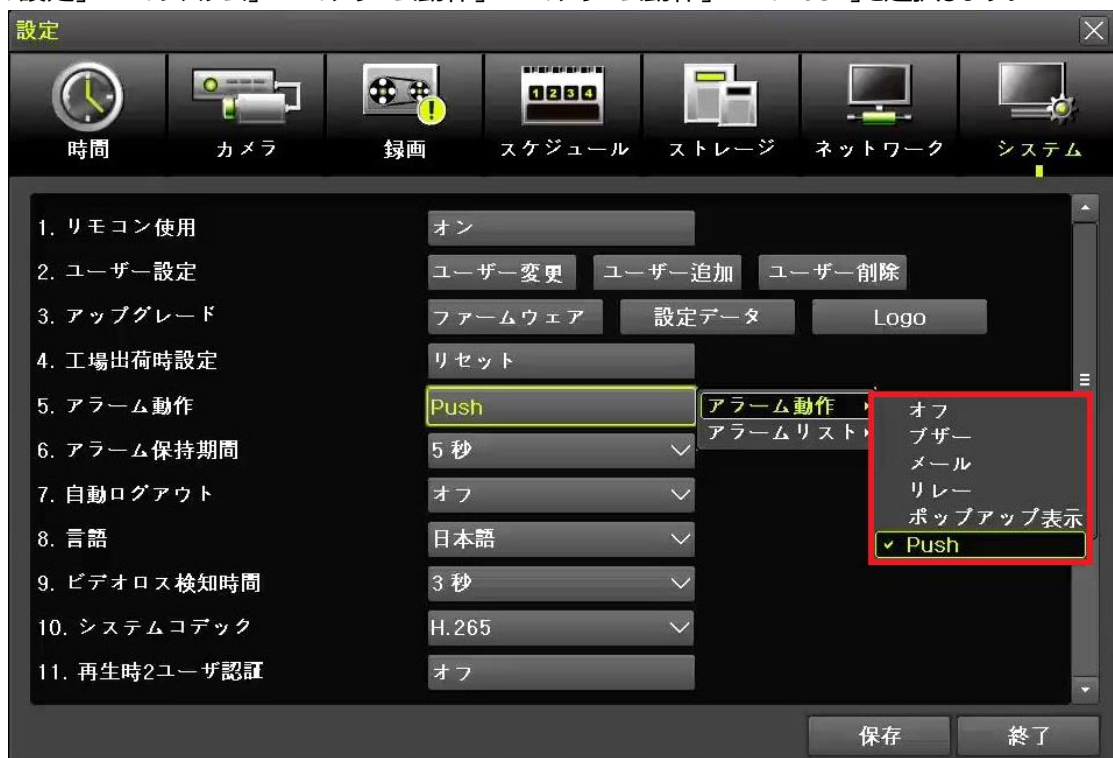 設定
1234
時間 カメラ 録画 スケジュール ストレージ ネットワーク システム
1. リモコン使用 オン
2. ユーザー設定 ユーザー変更 ユーザー追加 ユーザー削除
3. アップグレード ファームウェア 設定データ Logo
4. 工場出荷時設定 リセット
5. アラーム動作 Push アラーム動作 オフ
6. アラーム保持期間 5 秒 アラームリスト ブザー
メール
7. 自動ログアウト オフ リレー
ポップアップ表示
8. 言語 日本語 Push
9. ビデオロス検知時間 3 秒
10. システムコデック H.265
11. 再生時2ユーザ認証 オフ
保存 終了